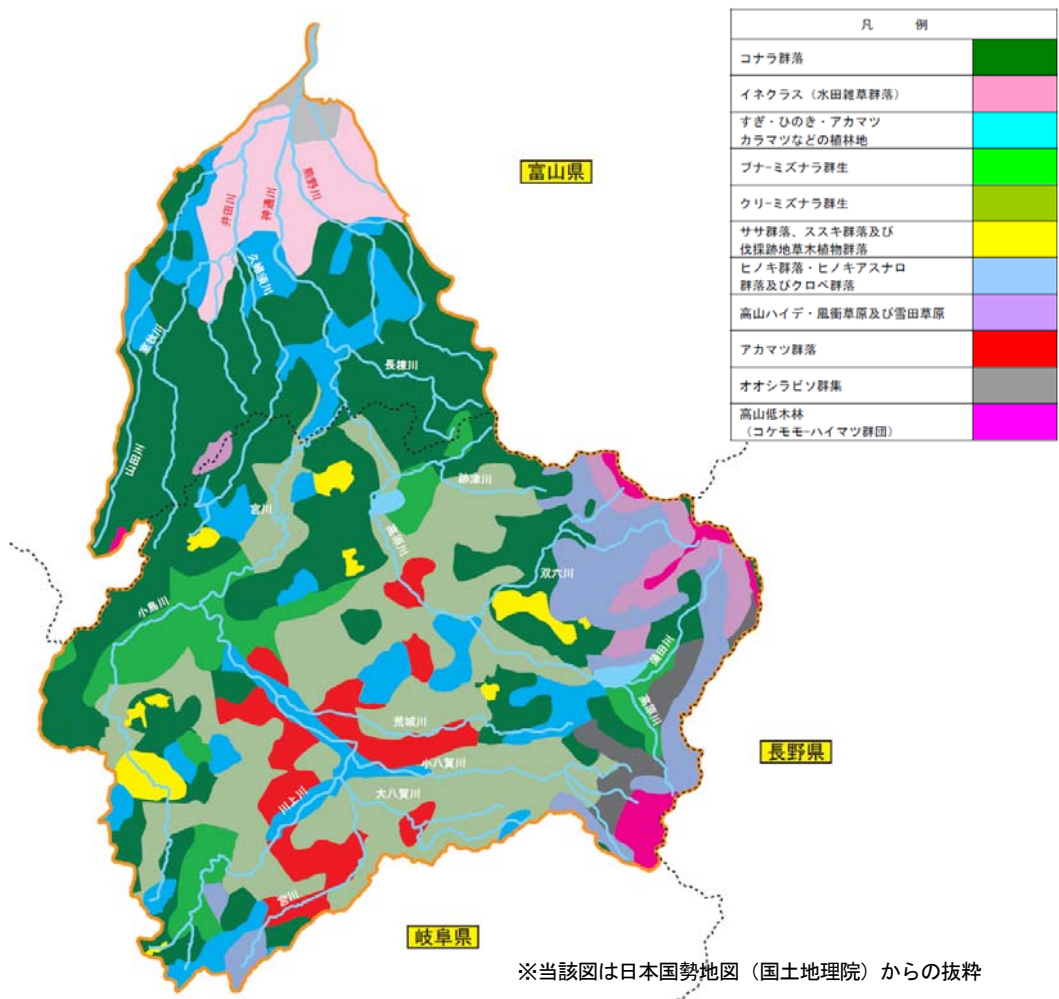 凡 例
コナラ群落
イネクラス（水田雑草群落）
すぎ・ひのき・アカマツ
カラマツなどの植林地
ブナ−ミズナラ群生
クリ−ミズナラ群生
ササ群落、ススキ群落及び
伐採跡地草木植物群落
ヒノキ群落・ヒノキアスナロ
群落及びクロベ群落
高山ハイデ・風衝草原及び雪田草原
アカマツ群落
オオシラビソ群集
高山低木林
（コケモモ−ハイマツ群団）
富山県
井田川
神通川
熊野川
久婦須川
室牧川
長棟川
跡津川
宮川
高原川
双六川
小鳥川
高原川
荒城川
小八賀川
大八賀川
川上川
宮川
長野県
岐阜県
※当該図は日本国勢地図（国土地理院）からの抜粋